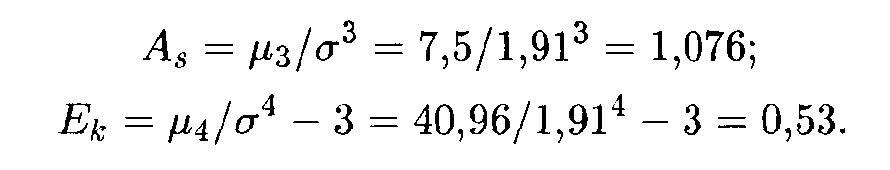 A_s = μ_3/σ^3 = 7,5/1,91^3 = 1,076;
E_k = μ_4/σ^4 − 3 = 40,96/1,91^4 − 3 = 0,53.